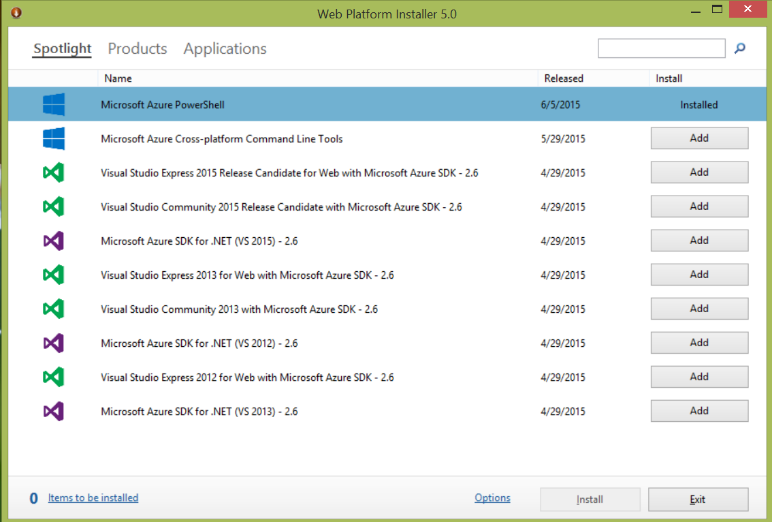 Web Platform Installer 5.0
Spotlight Products Applications
Name Released Install
Microsoft Azure PowerShell 6/5/2015 Installed
Microsoft Azure Cross-platform Command Line Tools 5/29/2015 Add
Visual Studio Express 2015 Release Candidate for Web with Microsoft Azure SDK - 2.6 4/29/2015 Add
Visual Studio Community 2015 Release Candidate with Microsoft Azure SDK - 2.6 4/29/2015 Add
Microsoft Azure SDK for .NET (VS 2015) - 2.6 4/29/2015 Add
Visual Studio Express 2013 for Web with Microsoft Azure SDK - 2.6 4/29/2015 Add
Visual Studio Community 2013 with Microsoft Azure SDK - 2.6 4/29/2015 Add
Microsoft Azure SDK for .NET (VS 2012) - 2.6 4/29/2015 Add
Visual Studio Express 2012 for Web with Microsoft Azure SDK - 2.6 4/29/2015 Add
Microsoft Azure SDK for .NET (VS 2013) - 2.6 4/29/2015 Add
0 Items to be installed Options Install Exit